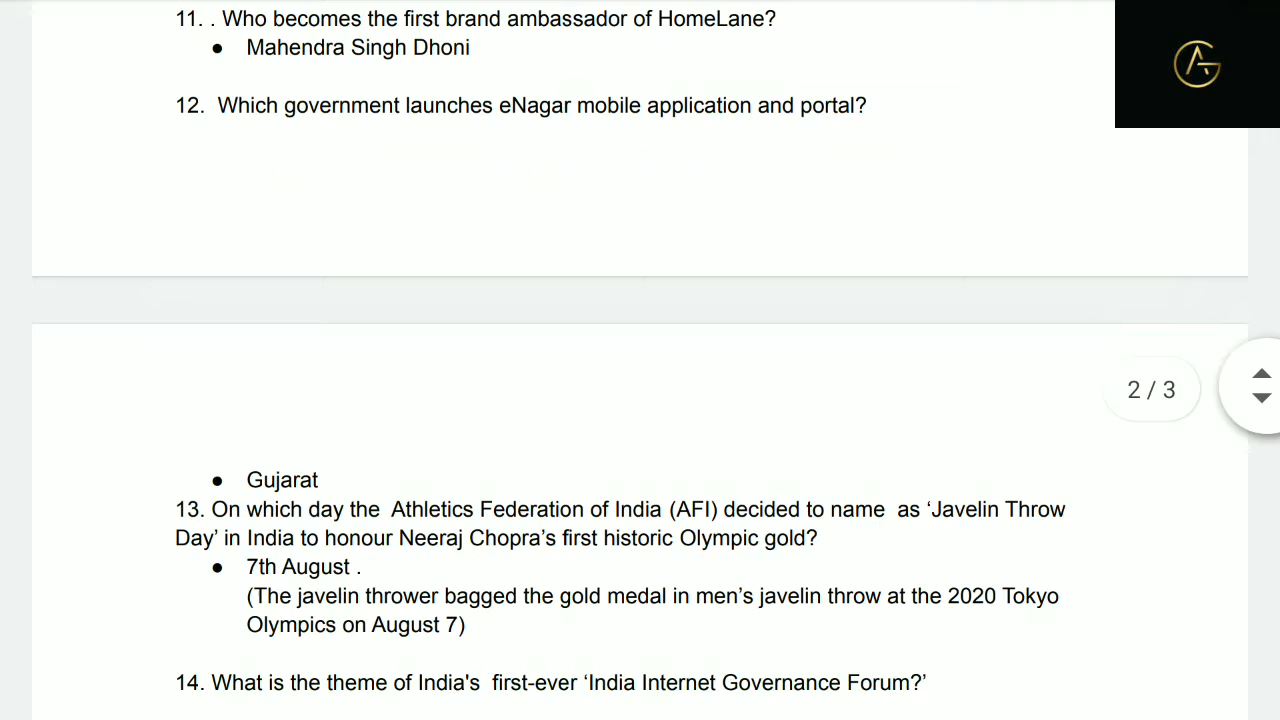 11. . Who becomes the first brand ambassador of HomeLane?
● Mahendra Singh Dhoni
12. Which government launches eNagar mobile application and portal?
2 / 3
● Gujarat
13. On which day the Athletics Federation of India (AFI) decided to name as ‘Javelin Throw
Day’ in India to honour Neeraj Chopra’s first historic Olympic gold?
● 7th August .
(The javelin thrower bagged the gold medal in men’s javelin throw at the 2020 Tokyo
Olympics on August 7)
14. What is the theme of India's first-ever ‘India Internet Governance Forum?’